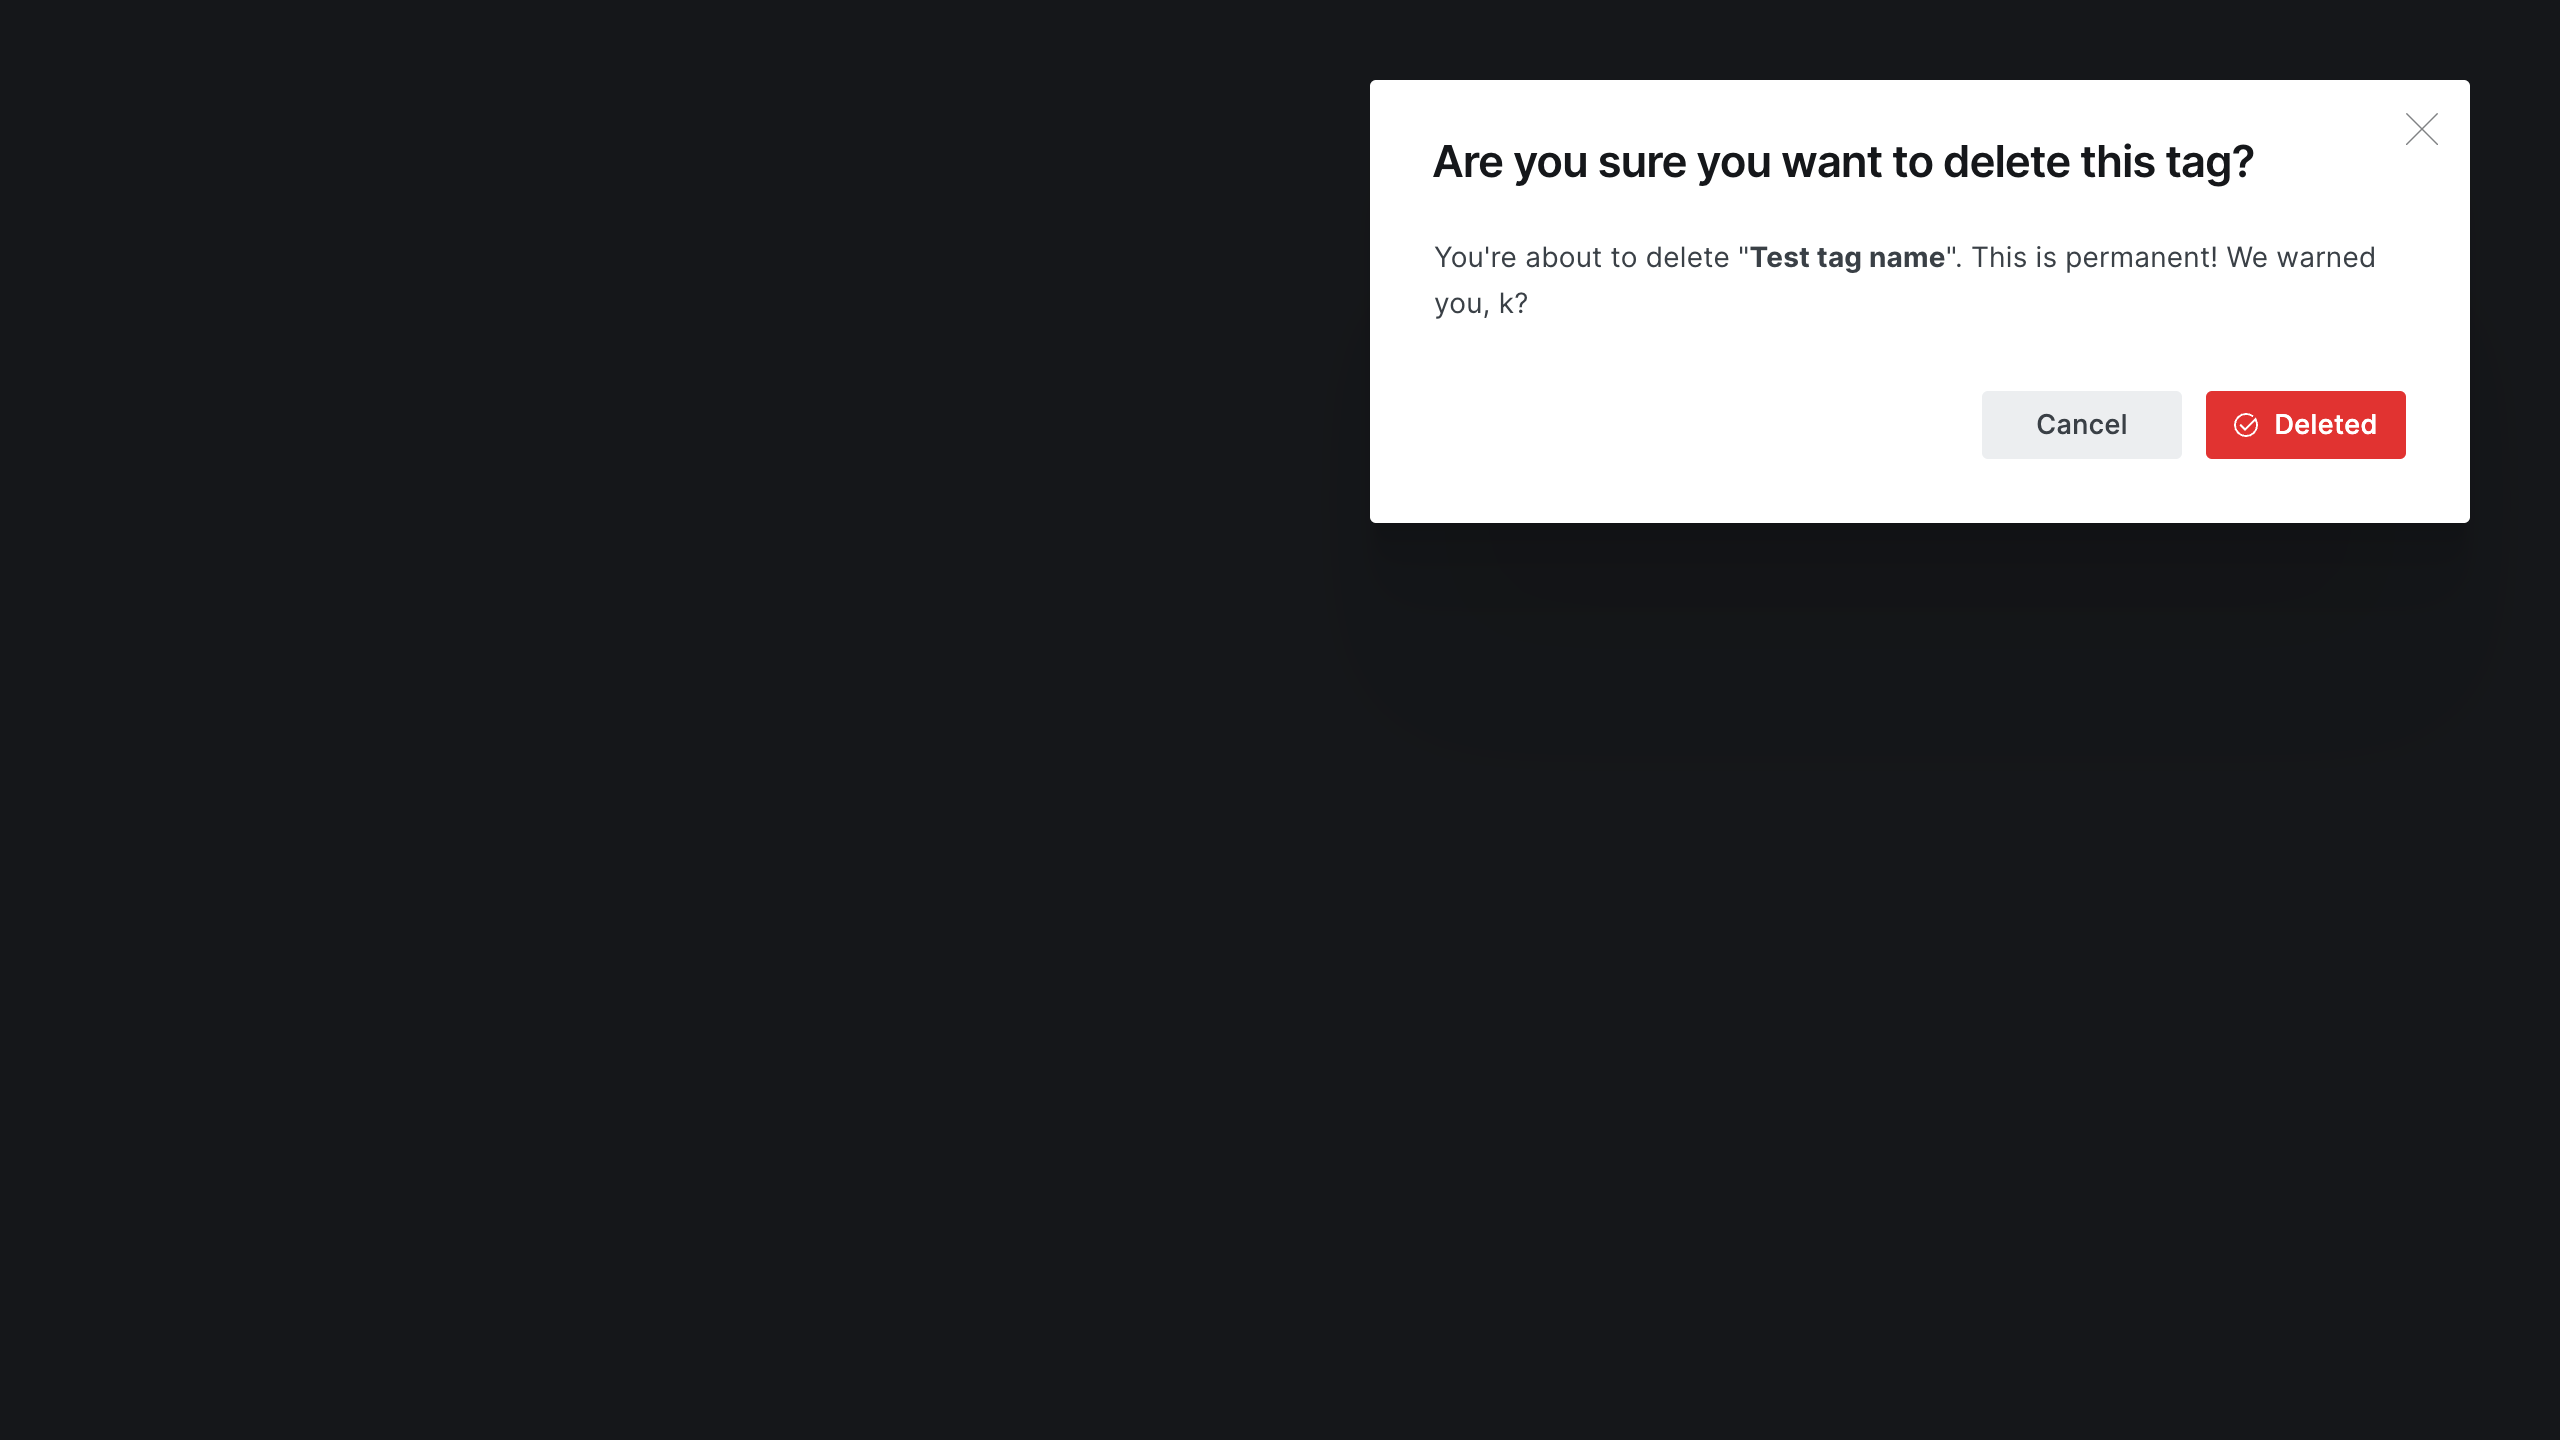 Are you sure you want to delete this tag?
You're about to delete "Test tag name". This is permanent! We warned
you, k?
Cancel
Deleted